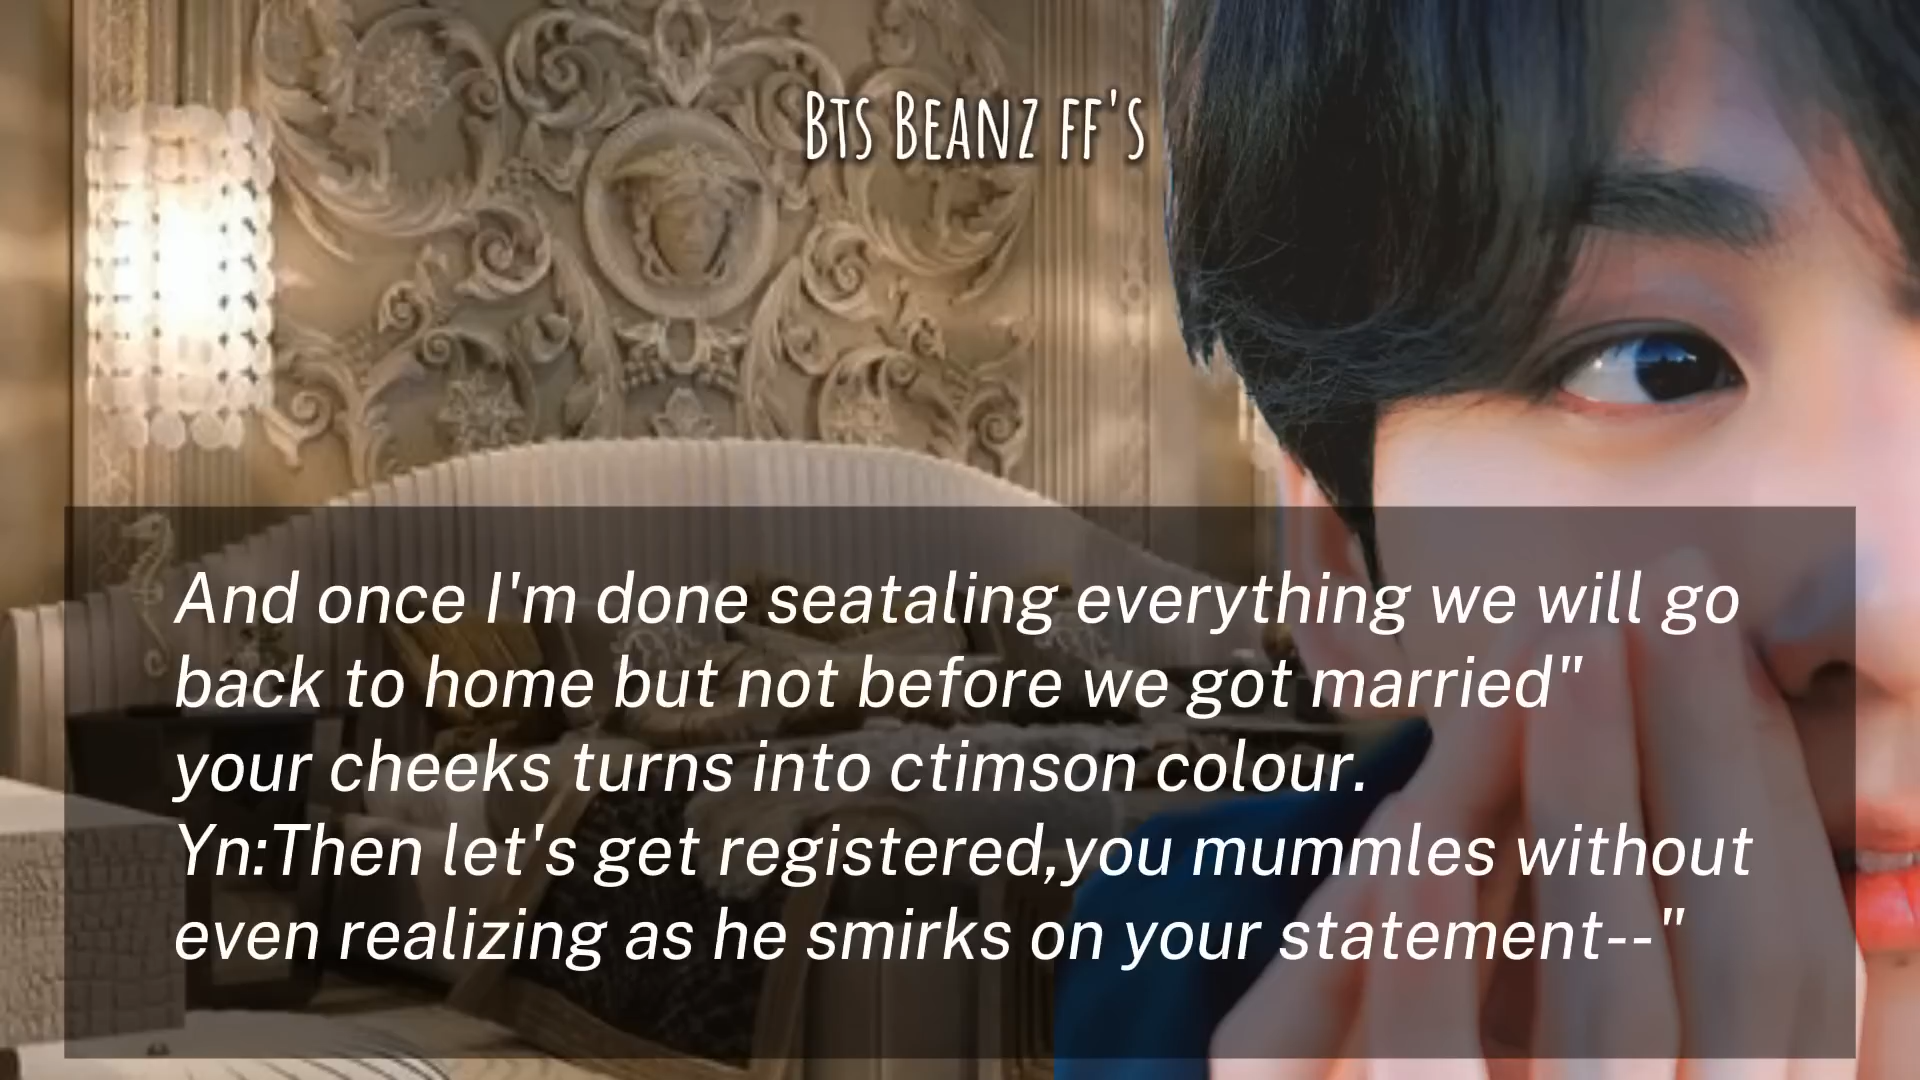 Bts Beanz ff's
And once I'm done seataling everything we will go
back to home but not before we got married"
your cheeks turns into ctimson colour.
Yn:Then let's get registered,you mummles without
even realizing as he smirks on your statement--"